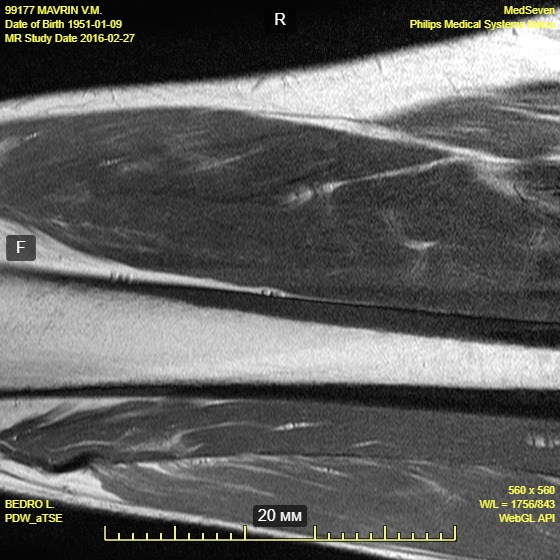 99177 MAVRIN V.M.
Date of Birth 1951-01-09
MR Study Date 2016-02-27
R
MedSeven
Philips Medical Systems
F
BEDRO L.
PDW_aTSE
20 мм
560 x 560
W/L = 1756/843
WebGL API